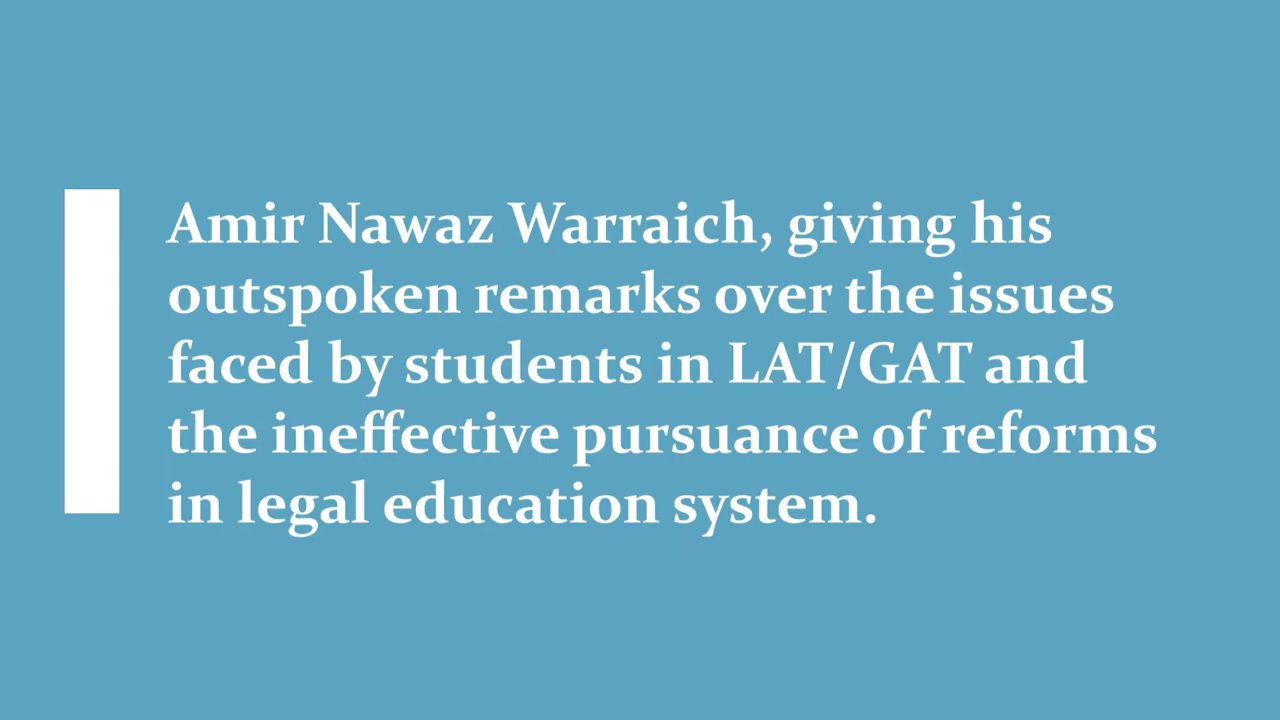 Amir Nawaz Warraich, giving his
outspoken remarks over the issues
faced by students in LAT/GAT and
the ineffective pursuance of reforms
in legal education system.